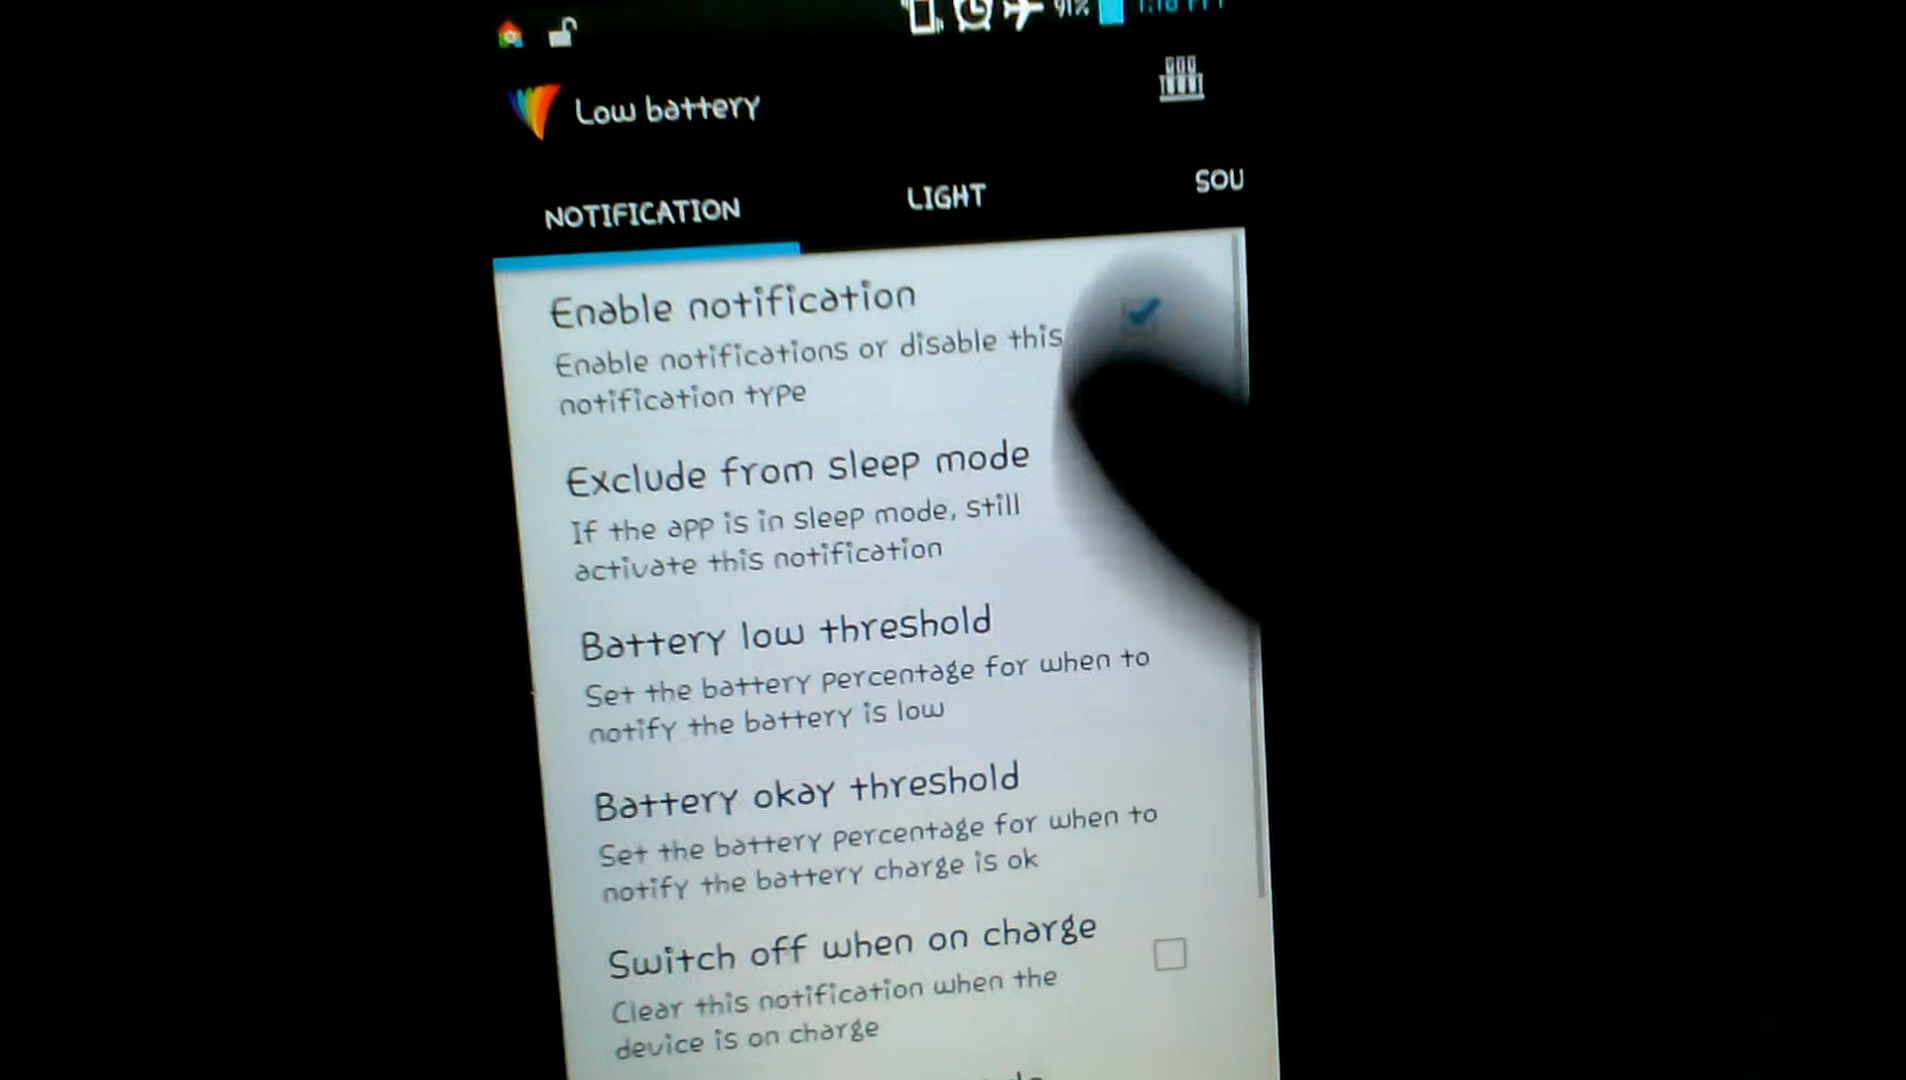 91%
Low battery
NOTIFICATION LIGHT SOU
Enable notification
Enable notifications or disable this
notification type
Exclude from sleep mode
If the app is in sleep mode, still
activate this notification
Battery low threshold
Set the battery percentage for when to
notify the battery is low
Battery okay threshold
Set the battery percentage for when to
notify the battery charge is ok
Switch off when on charge
Clear this notification when the
device is on charge